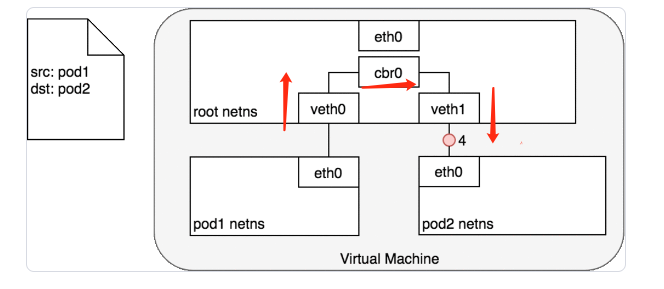 src: pod1
dst: pod2
eth0
cbr0
veth0
veth1
root netns
4
eth0
eth0
pod1 netns
pod2 netns
Virtual Machine